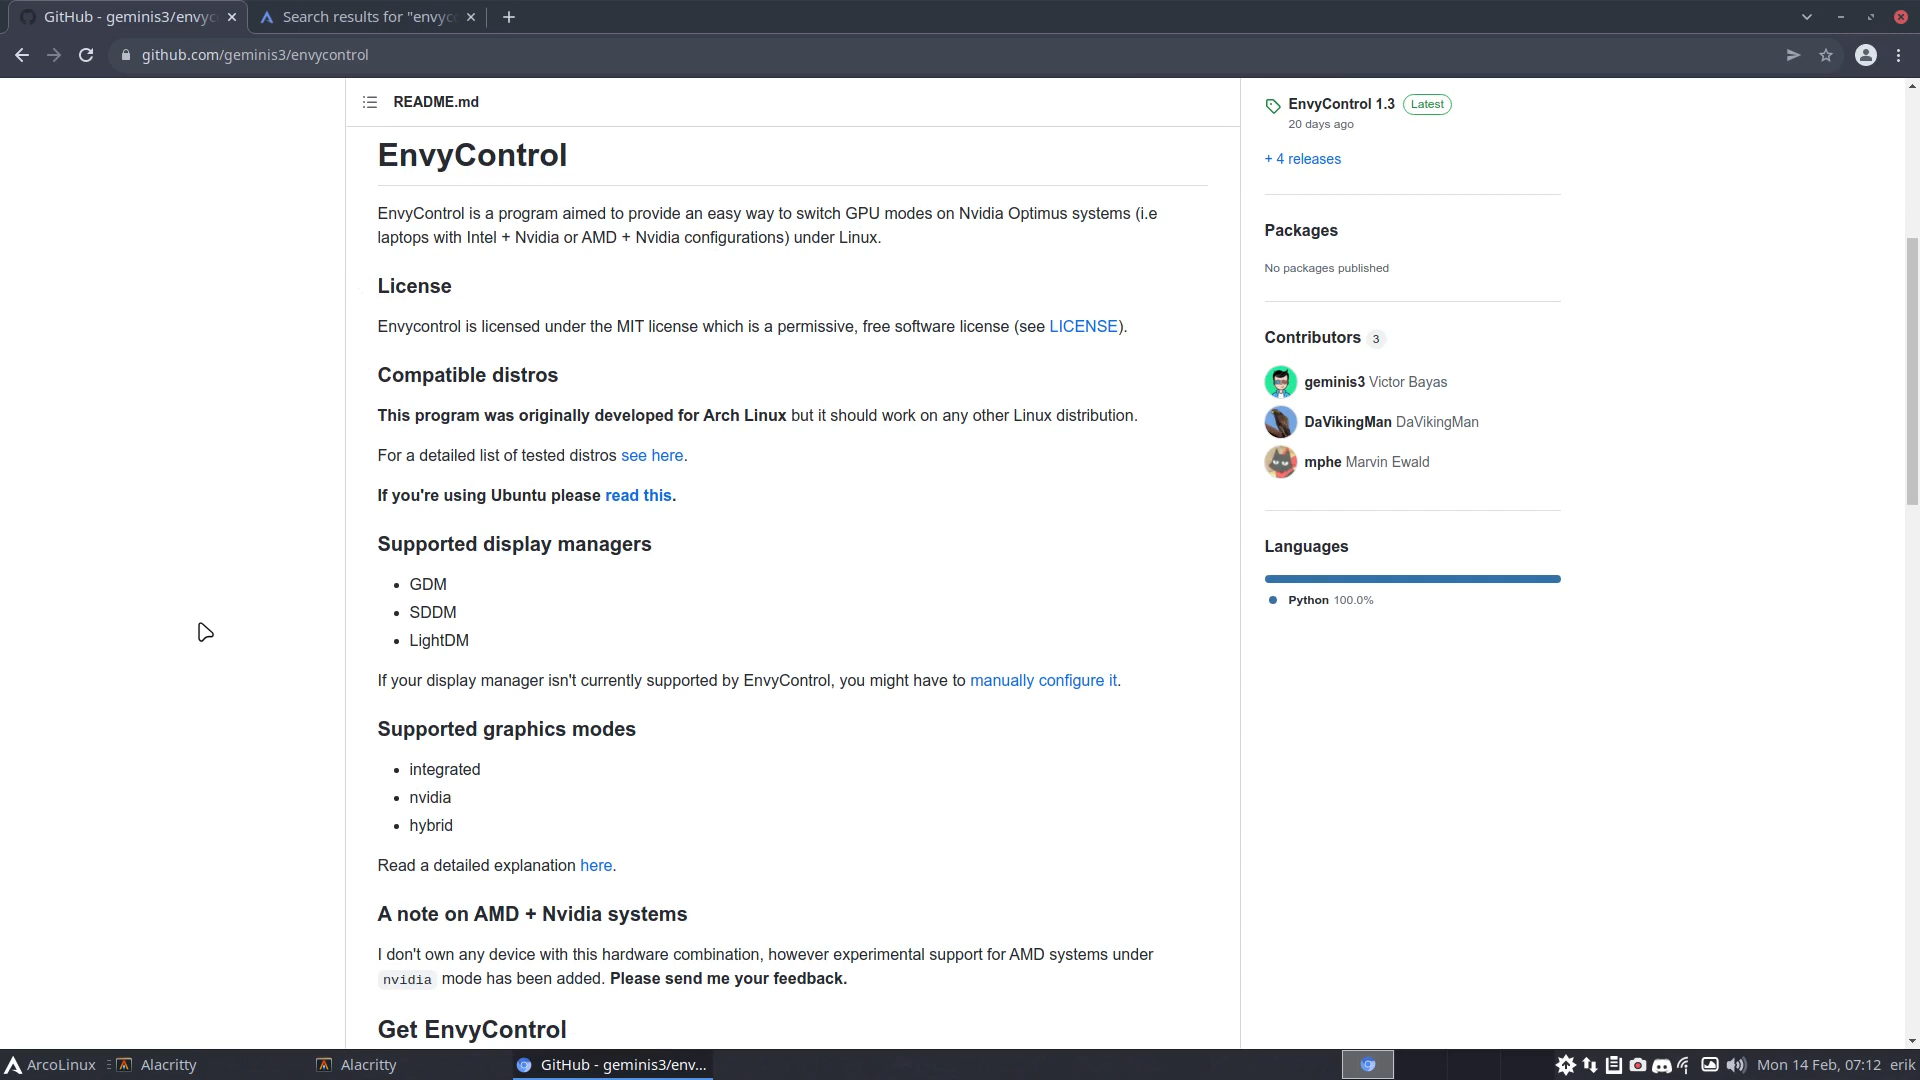 GitHub - geminis3/envyc
Search results for "envyc
github.com/geminis3/envycontrol
README.md
EnvyControl
EnvyControl is a program aimed to provide an easy way to switch GPU modes on Nvidia Optimus systems (i.e
laptops with Intel + Nvidia or AMD + Nvidia configurations) under Linux.
License
Envycontrol is licensed under the MIT license which is a permissive, free software license (see LICENSE).
Compatible distros
This program was originally developed for Arch Linux but it should work on any other Linux distribution.
For a detailed list of tested distros see here.
If you're using Ubuntu please read this.
Supported display managers
• GDM
• SDDM
• LightDM
If your display manager isn't currently supported by EnvyControl, you might have to manually configure it.
Supported graphics modes
• integrated
• nvidia
• hybrid
Read a detailed explanation here.
A note on AMD + Nvidia systems
I don't own any device with this hardware combination, however experimental support for AMD systems under
nvidia mode has been added. Please send me your feedback.
Get EnvyControl
EnvyControl 1.3 Latest
20 days ago
+ 4 releases
Packages
No packages published
Contributors 3
geminis3 Victor Bayas
DaVikingMan DaVikingMan
mphe Marvin Ewald
Languages
Python 100.0%
ArcoLinux
Alacritty
Alacritty
GitHub - geminis3/env...
Mon 14 Feb, 07:12 erik